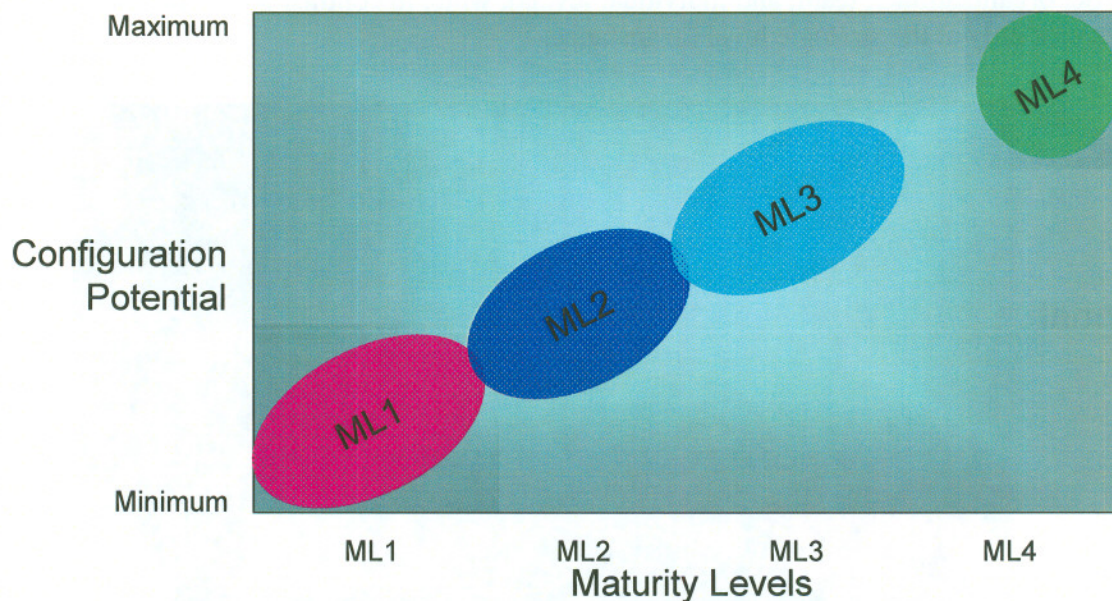 Maximum
ML4
ML3
Configuration
Potential
ML2
ML1
Minimum
ML1 ML2 ML3 ML4
Maturity Levels